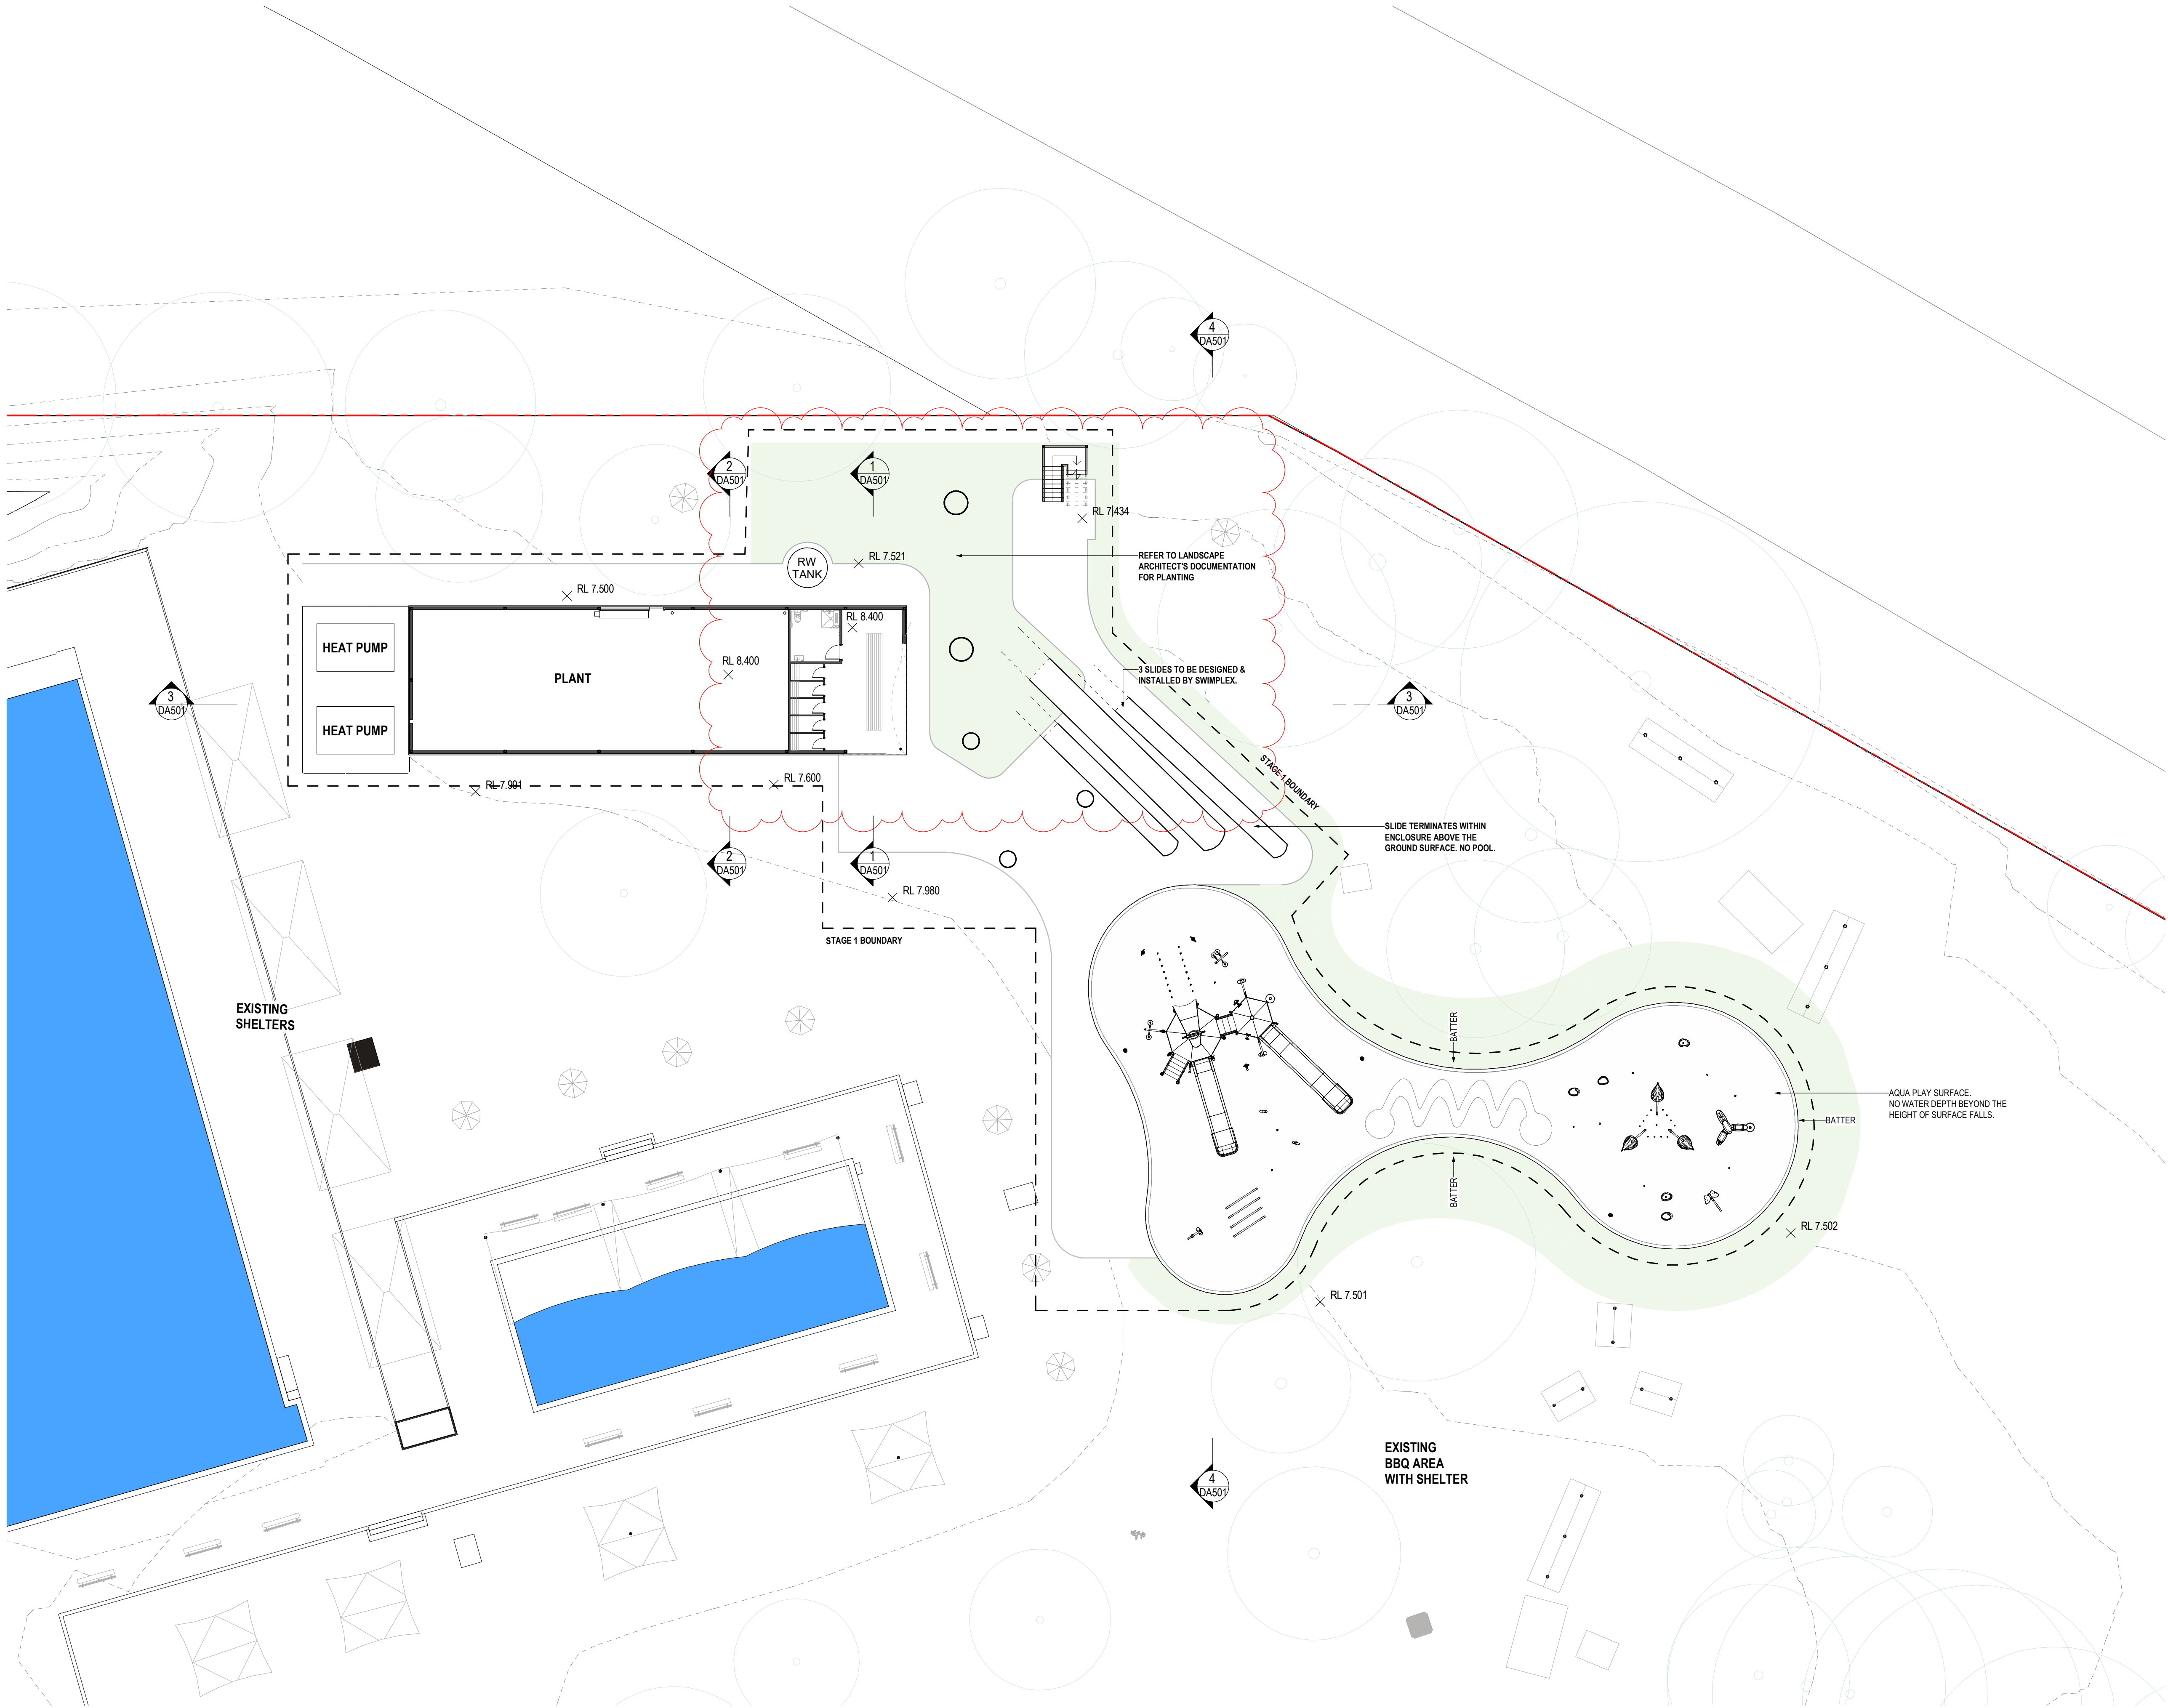 4
DA501
2
DA501
1
DA501
RL 7.434
RW
TANK
RL 7.521
REFER TO LANDSCAPE
ARCHITECT'S DOCUMENTATION
FOR PLANTING
RL 7.500
RL 8.400
HEAT PUMP
RL 8.400
PLANT
3 SLIDES TO BE DESIGNED &
INSTALLED BY SWIMPLEX.
3
DA501
3
DA501
HEAT PUMP
STAGE 1 BOUNDARY
RL 7.991
RL 7.600
SLIDE TERMINATES WITHIN
ENCLOSURE ABOVE THE
GROUND SURFACE. NO POOL.
2
DA501
1
DA501
RL 7.980
STAGE 1 BOUNDARY
EXISTING
SHELTERS
BATTER
AQUA PLAY SURFACE.
NO WATER DEPTH BEYOND THE
HEIGHT OF SURFACE FALLS.
BATTER
BATTER
RL 7.502
RL 7.501
EXISTING
BBQ AREA
WITH SHELTER
4
DA501